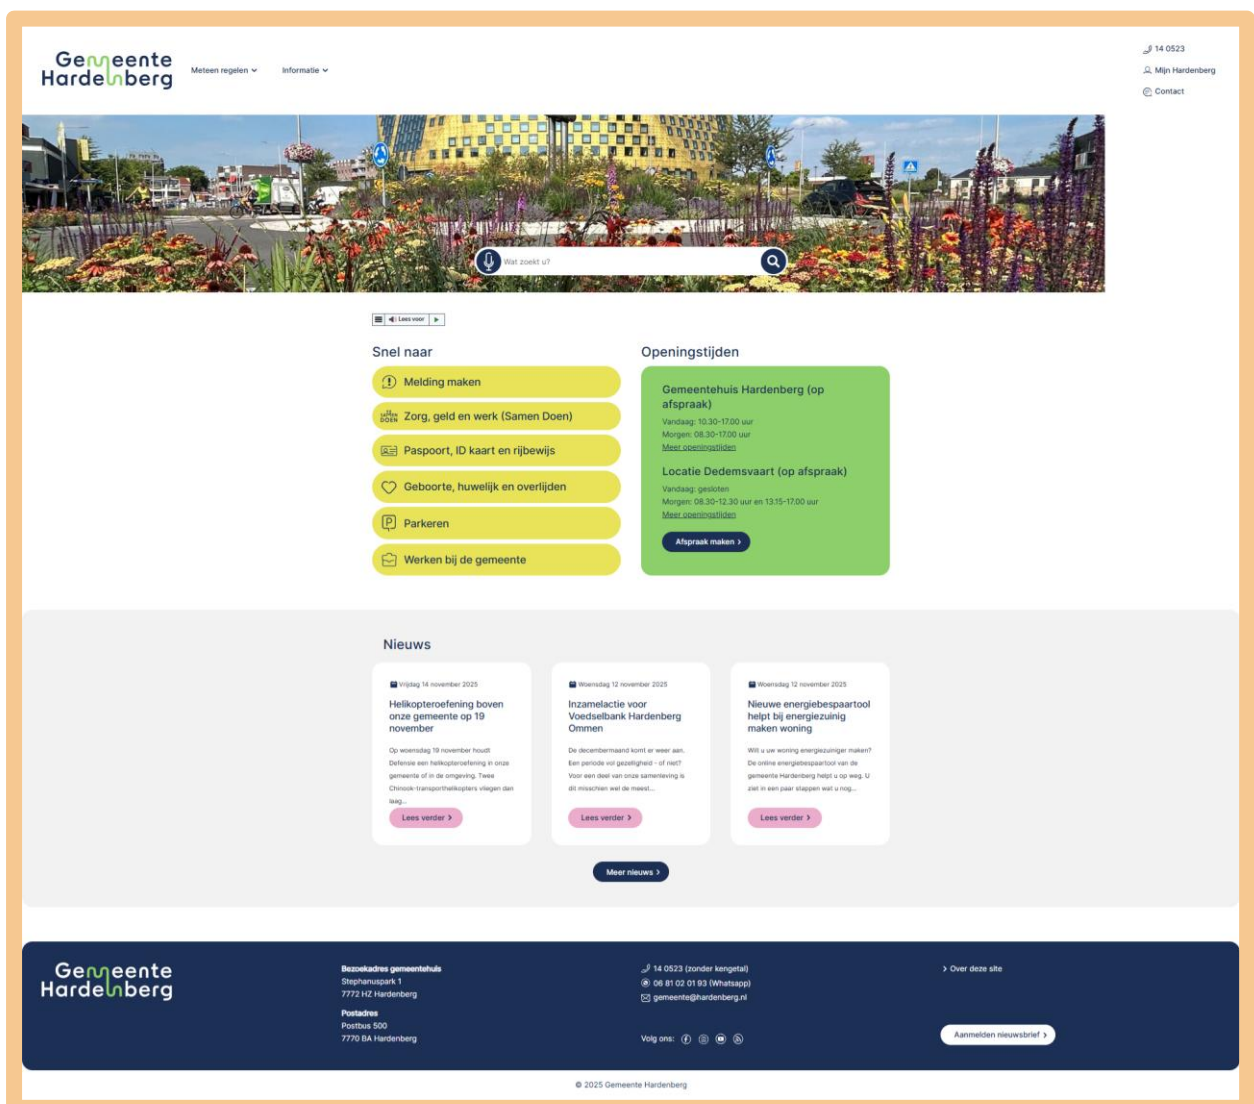 Gemeente
Hardenberg
Meteen regelen
Informatie
14 0523
Mijn Hardenberg
Contact
Wat zoekt u?
Lees voor
Snel naar
Melding maken
SAMEN DOEN
Zorg, geld en werk (Samen Doen)
Paspoort, ID kaart en rijbewijs
Geboorte, huwelijk en overlijden
P
Parkeren
Werken bij de gemeente
Openingstijden
Gemeentehuis Hardenberg (op
afspraak)
Vandaag: 10.30-17.00 uur
Morgen: 08.30-17.00 uur
Meer openingstijden
Locatie Dedemsvaart (op afspraak)
Vandaag: gesloten
Morgen: 08.30-12.30 uur en 13.15-17.00 uur
Meer openingstijden
Afspraak maken
Nieuws
Vrijdag 14 november 2025
Helikopteroefening boven
onze gemeente op 19
november
Op woensdag 19 november houdt
Defensie een helikopteroefening in onze
gemeente of in de omgeving. Twee
Chinook-transporthelikopters vliegen dan
laag...
Lees verder
Woensdag 12 november 2025
Inzamelactie voor
Voedselbank Hardenberg
Ommen
De decembermaand komt er weer aan.
Een periode vol gezelligheid - of niet?
Voor een deel van onze samenleving is
dit misschien wel de meest...
Lees verder
Woensdag 12 november 2025
Nieuwe energiebespaartool
helpt bij energiezuinig
maken woning
Wilt u uw woning energiezuiniger maken?
De online energiebespaartool van de
gemeente Hardenberg helpt u op weg. U
ziet in een paar stappen wat u nog...
Lees verder
Meer nieuws
Gemeente
Hardenberg
Bezoekadres gemeentehuis
Stephanuspark 1
7772 HZ Hardenberg
Postadres
Postbus 500
7770 BA Hardenberg
14 0523 (zonder kengetal)
06 81 02 01 93 (Whatsapp)
gemeente@hardenberg.nl
Volg ons:
Over deze site
Aanmelden nieuwsbrief
© 2025 Gemeente Hardenberg